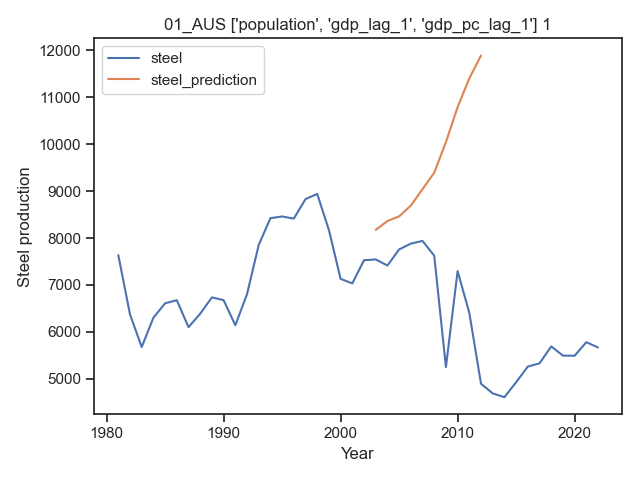 01_AUS ['population', 'gdp_lag_1', 'gdp_pc_lag_1'] 1
steel
steel_prediction
Steel production
12000
11000
10000
9000
8000
7000
6000
5000
1980
1990
2000
2010
2020
Year